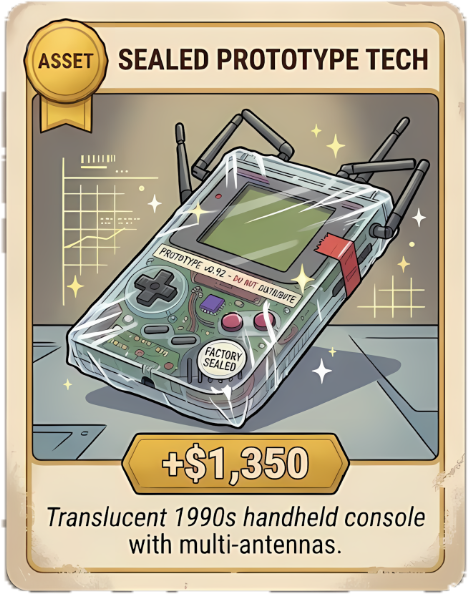 ASSET
SEALED PROTOTYPE TECH
PROTOTYPE v0.92 - DO NOT DISTRIBUTE
FACTORY
SEALED
+$1,350
Translucent 1990s handheld console
with multi-antennas.